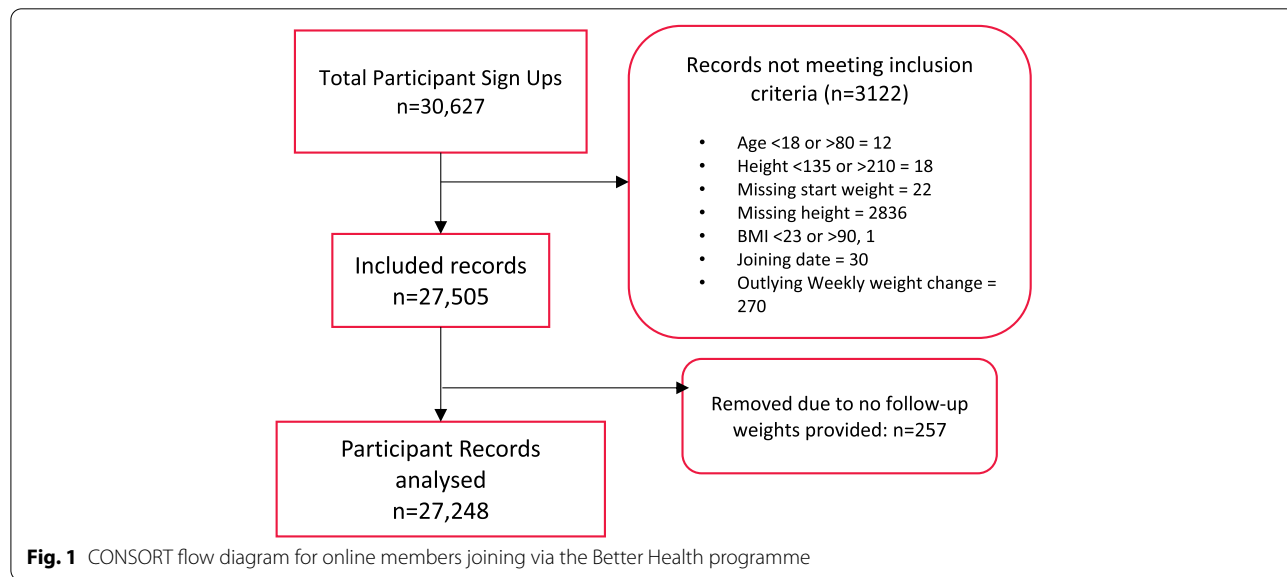 Total Participant Sign Ups
n=30,627
Records not meeting inclusion
criteria (n=3122)
• Age <18 or >80 = 12
• Height <135 or >210 = 18
• Missing start weight = 22
• Missing height = 2836
• BMI <23 or >90, 1
• Joining date = 30
• Outlying Weekly weight change =
270
Included records
n=27,505
Removed due to no follow-up
weights provided: n=257
Participant Records
analysed
n=27,248
Fig. 1 CONSORT flow diagram for online members joining via the Better Health programme